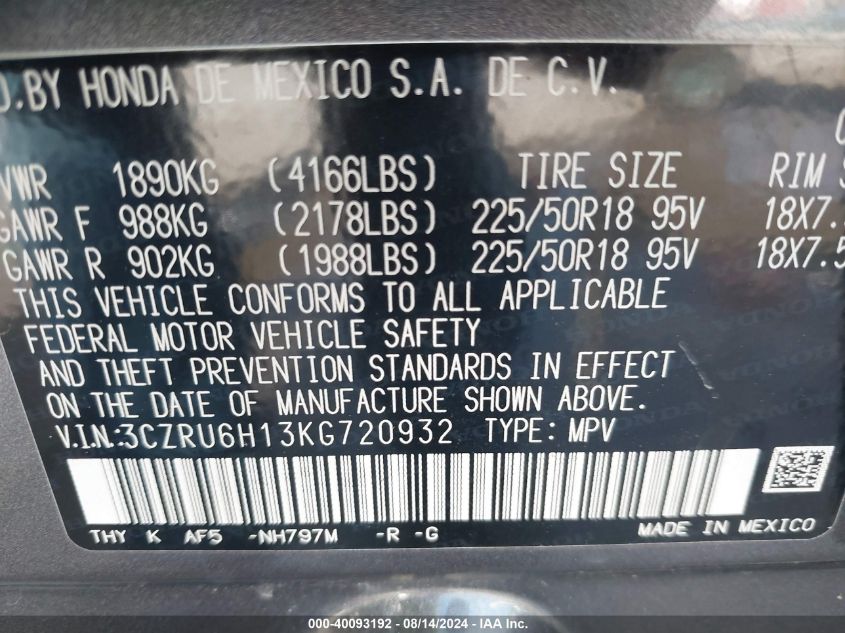 D.BY HONDA DE MEXICO S.A. DE C.V.
VWR 1890KG (4166LBS) TIRE SIZE RIM S
GAWR F 988KG (2178LBS) 225/50R18 95V 18X7.
GAWR R 902KG (1988LBS) 225/50R18 95V 18X7.5
THIS VEHICLE CONFORMS TO ALL APPLICABLE
FEDERAL MOTOR VEHICLE SAFETY
AND THEFT PREVENTION STANDARDS IN EFFECT
ON THE DATE OF MANUFACTURE SHOWN ABOVE.
V.I.N.:3CZRU6H13KG720932 TYPE: MPV
THY K AF5 -NH797M -R -G MADE IN MEXICO
000-40093192 - 08/14/2024 - IAA Inc.